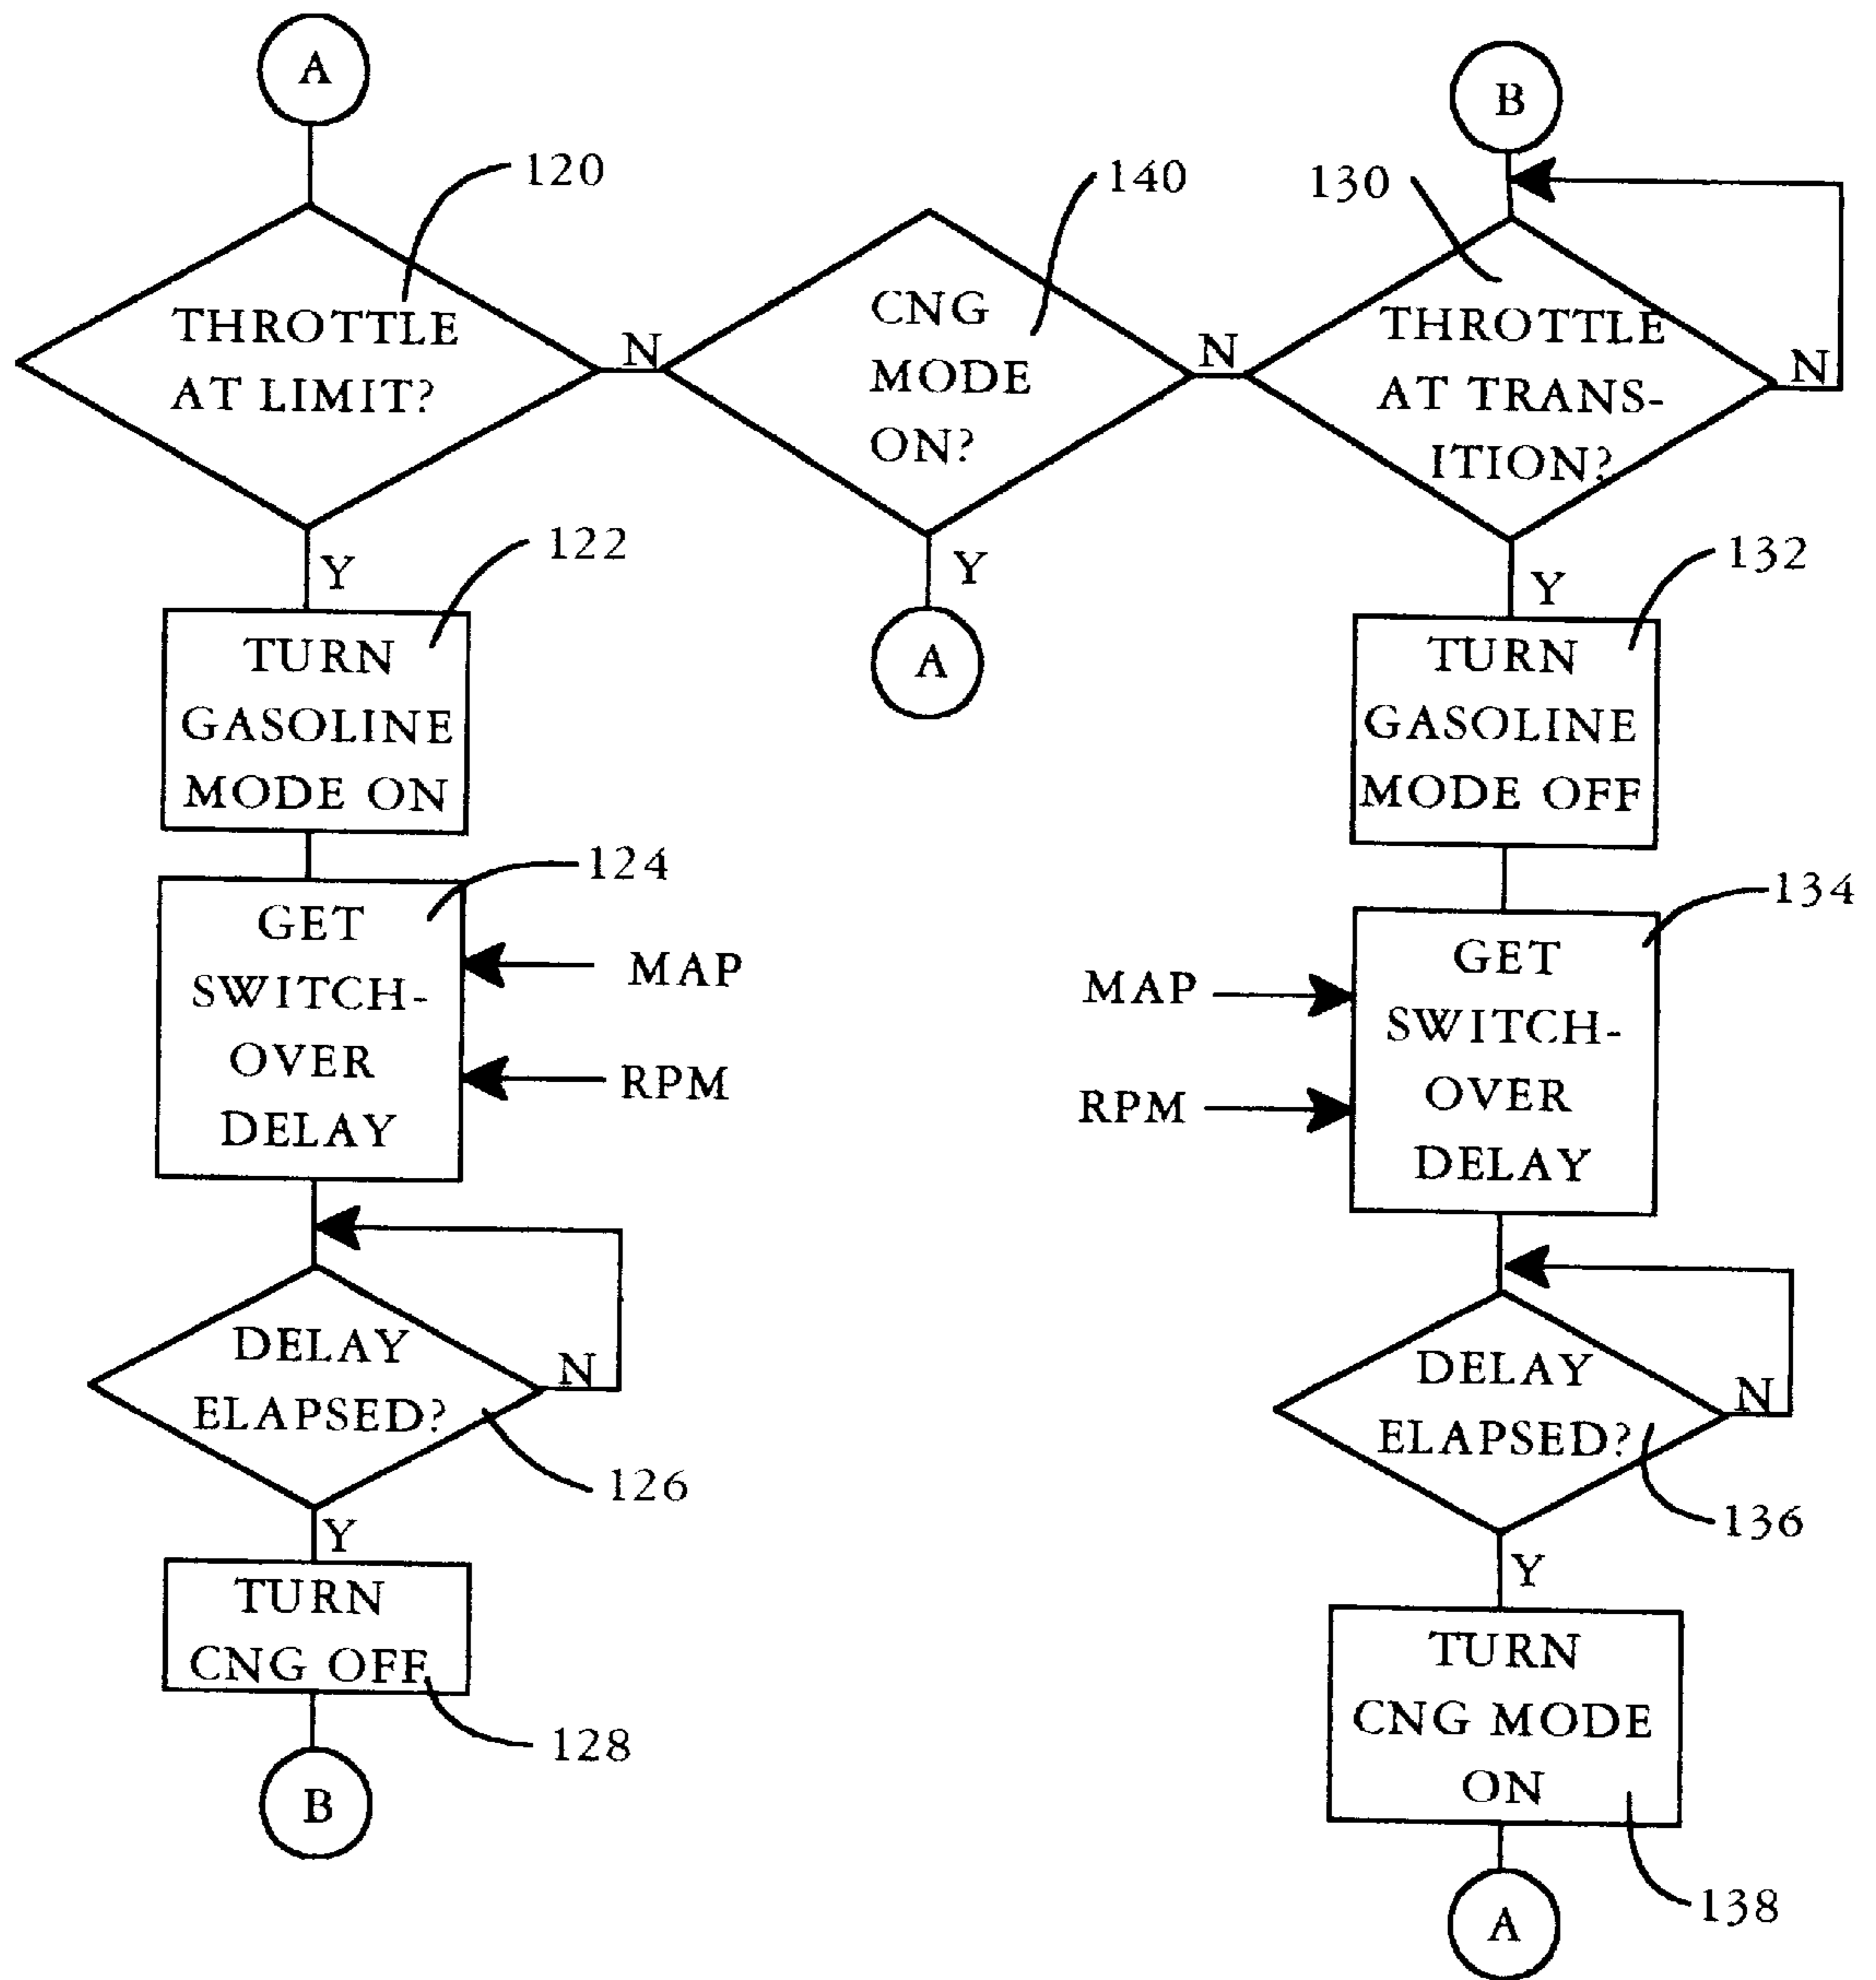 A
120
THROTTLE
AT LIMIT?
N
Y
122
TURN
GASOLINE
MODE ON
124
GET
SWITCH-
OVER
DELAY
MAP
RPM
DELAY
ELAPSED?
N
126
Y
TURN
CNG OFF
128
B
140
CNG
MODE
ON?
N
Y
A
B
130
THROTTLE
AT TRANS-
ITION?
N
Y
132
TURN
GASOLINE
MODE OFF
134
GET
SWITCH-
OVER
DELAY
MAP
RPM
DELAY
ELAPSED?
N
136
Y
TURN
CNG MODE
ON
138
A